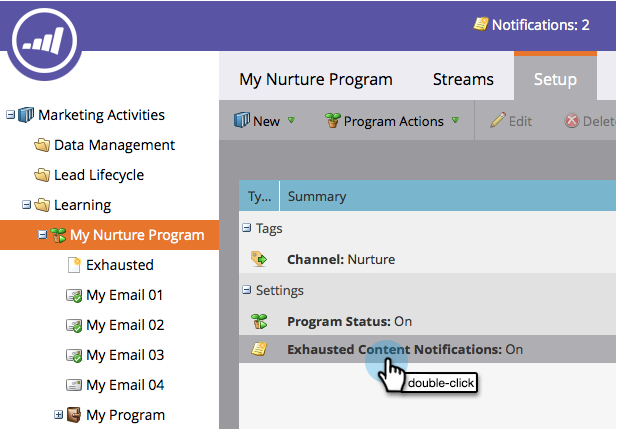 Notifications: 2
My Nurture Program Streams Setup
New Program Actions Edit Delet
Marketing Activities
Data Management
Lead Lifecycle
Learning
My Nurture Program
Exhausted
My Email 01
My Email 02
My Email 03
My Email 04
My Program
Ty... Summary
Tags
Channel: Nurture
Settings
Program Status: On
Exhausted Content Notifications: On
double-click